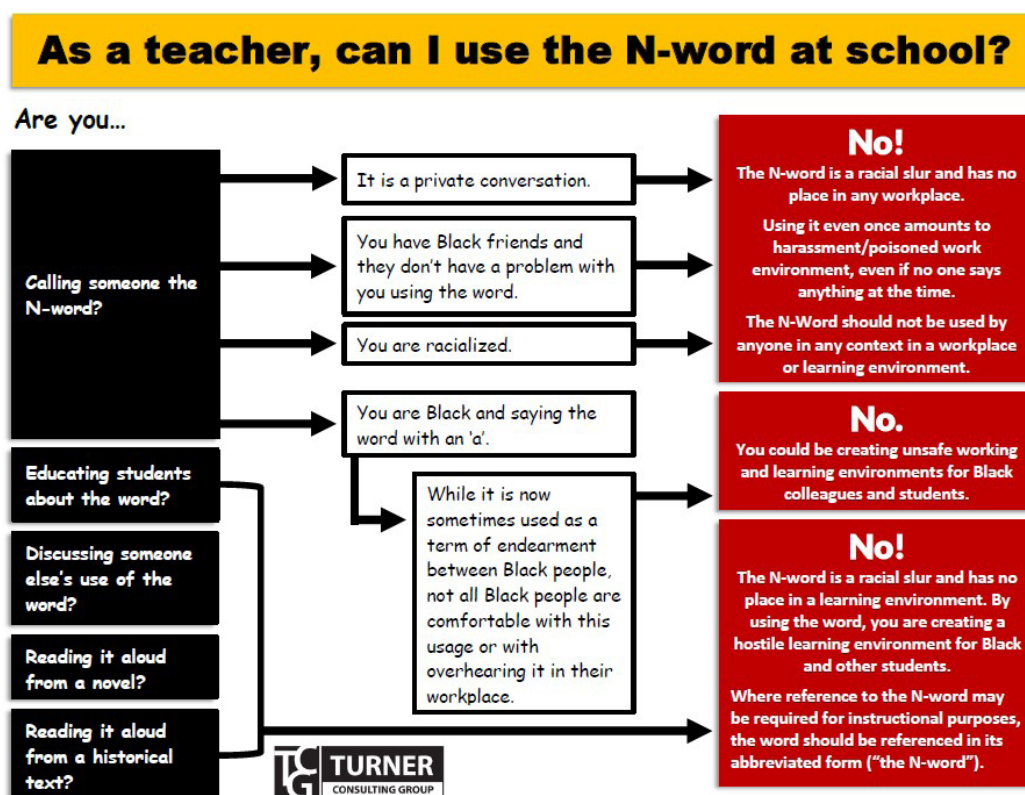 As a teacher, can I use the N-word at school?
Are you...
Calling someone the
N-word?
It is a private conversation.
You have Black friends and
they don't have a problem with
you using the word.
You are racialized.
No!
The N-word is a racial slur and has no
place in any workplace.
Using it even once amounts to
harassment/poisoned work
environment, even if no one says
anything at the time.
The N-Word should not be used by
anyone in any context in a workplace
or learning environment.
You are Black and saying the
word with an 'a'.
While it is now
sometimes used as a
term of endearment
between Black people,
not all Black people are
comfortable with this
usage or with
overhearing it in their
workplace.
No.
You could be creating unsafe working
and learning environments for Black
colleagues and students.
Educating students
about the word?
Discussing someone
else's use of the
word?
Reading it aloud
from a novel?
Reading it aloud
from a historical
text?
No!
The N-word is a racial slur and has no
place in a learning environment. By
using the word, you are creating a
hostile learning environment for Black
and other students.
Where reference to the N-word may
be required for instructional purposes,
the word should be referenced in its
abbreviated form ("the N-word").
TCG
TURNER
CONSULTING GROUP